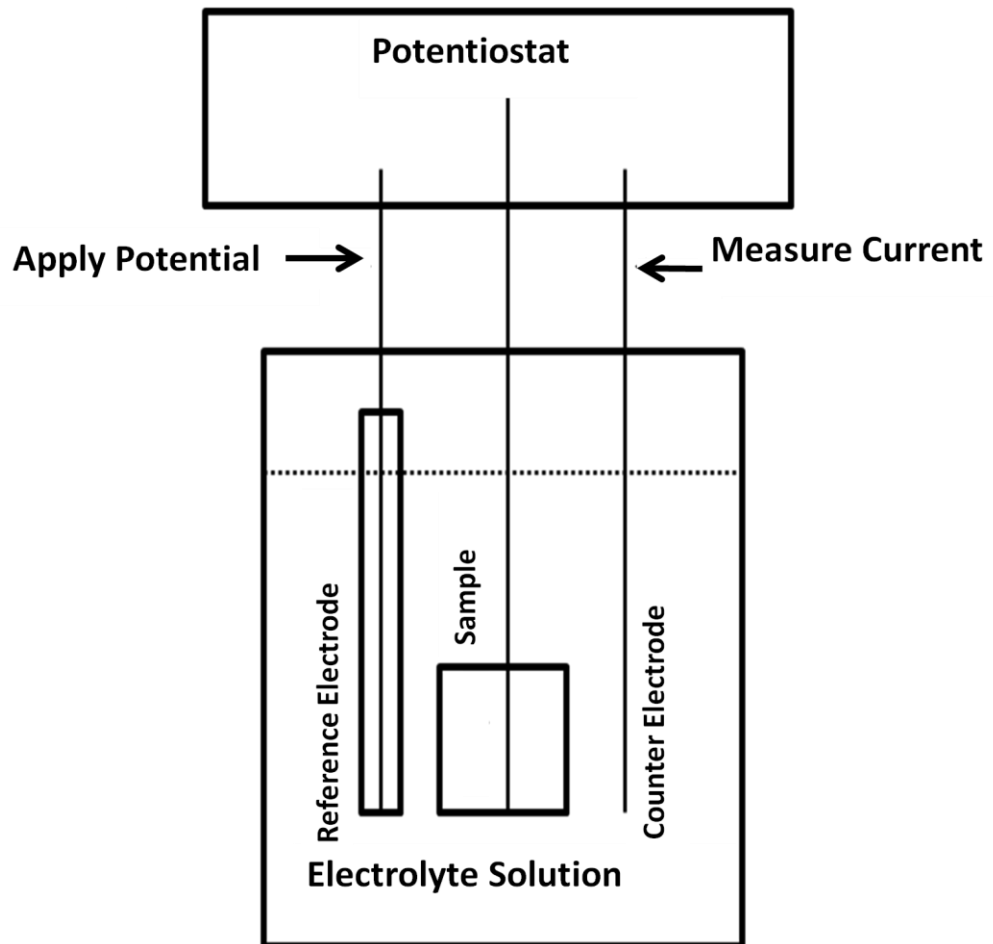 Potentiostat
Apply Potential
Measure Current
Reference Electrode
Sample
Counter Electrode
Electrolyte Solution